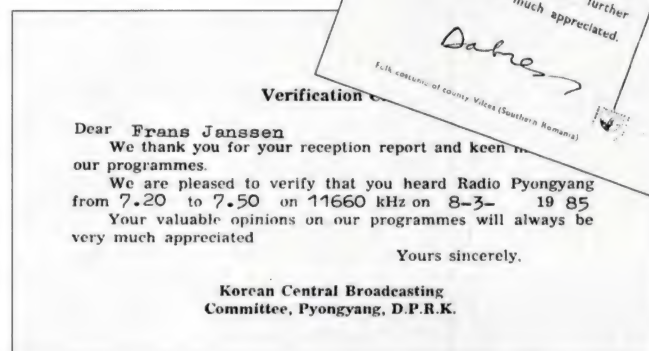 further
much appreciated.
Folk costume of county Vilcea (Southern Romania)
Verification
Dear Frans Janssen
We thank you for your reception report and keen
our programmes.
We are pleased to verify that you heard Radio Pyongyang
from 7.20 to 7.50 on 11660 kHz on 8-3- 19 85
Your valuable opinions on our programmes will always be
very much appreciated
Yours sincerely,
Korean Central Broadcasting
Committee, Pyongyang, D.P.R.K.